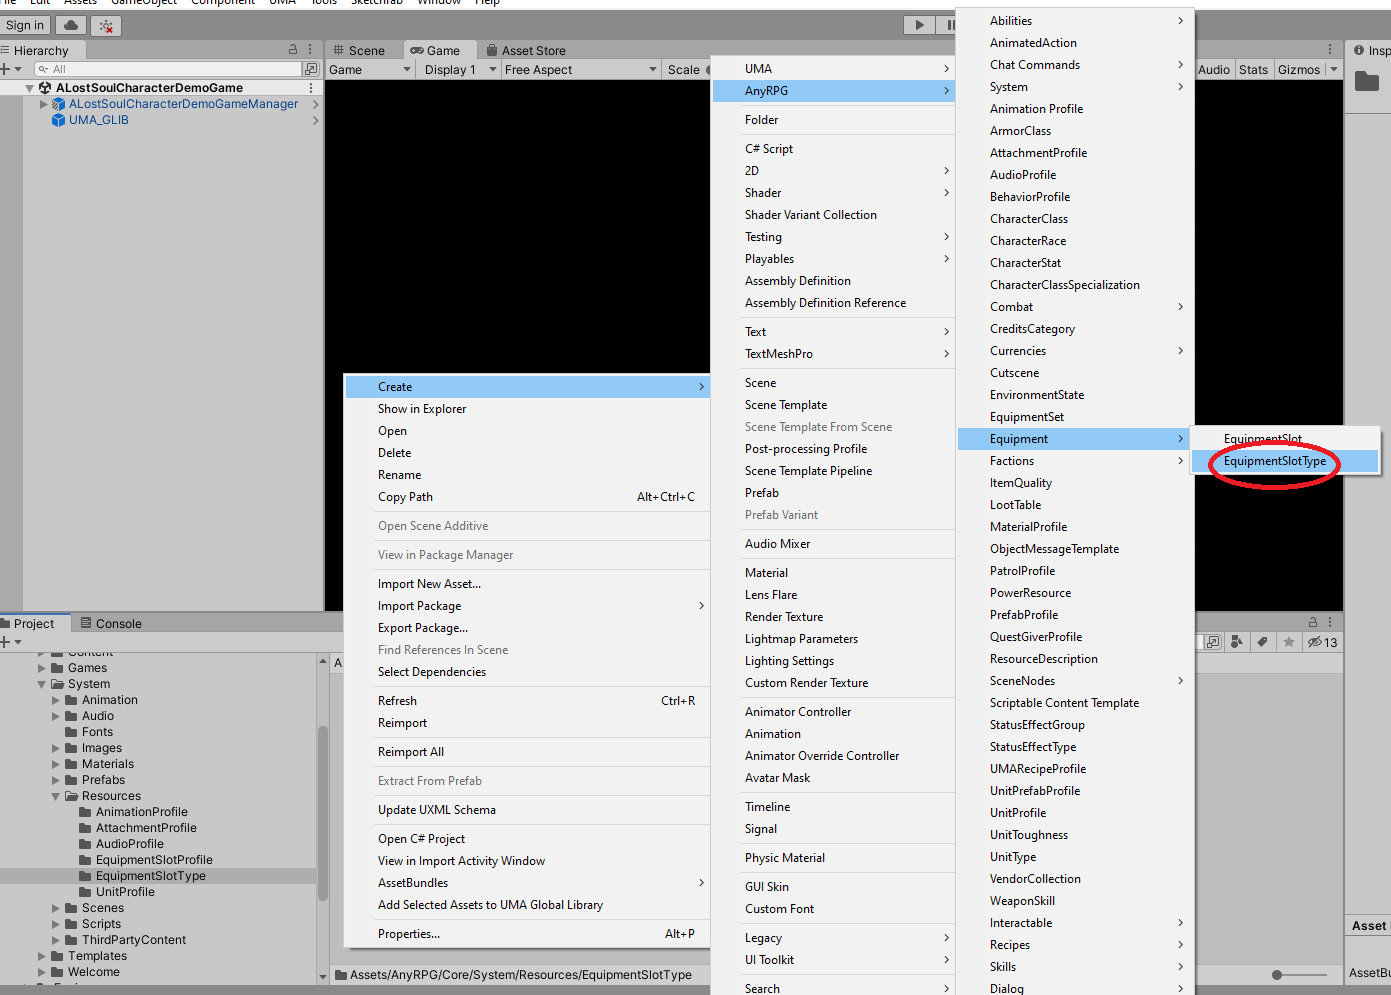 File Edit Assets GameObject Component UMA Tools Sketchfab Window Help
Sign in
Hierarchy
All
ALostSoulCharacterDemoGame
ALostSoulCharacterDemoGameManager
UMA_GLIB
Scene
Game
Asset Store
Game
Display 1
Free Aspect
Scale
Audio
Stats
Gizmos
Insp
Create
Show in Explorer
Open
Delete
Rename
Copy Path Alt+Ctrl+C
Open Scene Additive
View in Package Manager
Import New Asset...
Import Package
Export Package...
Find References In Scene
Select Dependencies
Refresh Ctrl+R
Reimport
Reimport All
Extract From Prefab
Update UXML Schema
Open C# Project
View in Import Activity Window
AssetBundles
Add Selected Assets to UMA Global Library
Properties... Alt+P
UMA
AnyRPG
Folder
C# Script
2D
Shader
Shader Variant Collection
Testing
Playables
Assembly Definition
Assembly Definition Reference
Text
TextMeshPro
Scene
Scene Template
Scene Template From Scene
Post-processing Profile
Scene Template Pipeline
Prefab
Prefab Variant
Audio Mixer
Material
Lens Flare
Render Texture
Lightmap Parameters
Lighting Settings
Custom Render Texture
Animator Controller
Animation
Animator Override Controller
Avatar Mask
Timeline
Signal
Physic Material
GUI Skin
Custom Font
Legacy
UI Toolkit
Search
Abilities
AnimatedAction
Chat Commands
System
Animation Profile
ArmorClass
AttachmentProfile
AudioProfile
BehaviorProfile
CharacterClass
CharacterRace
CharacterStat
CharacterClassSpecialization
Combat
CreditsCategory
Currencies
Cutscene
EnvironmentState
EquipmentSet
Equipment
Factions
ItemQuality
LootTable
MaterialProfile
ObjectMessageTemplate
PatrolProfile
PowerResource
PrefabProfile
QuestGiverProfile
ResourceDescription
SceneNodes
Scriptable Content Template
StatusEffectGroup
StatusEffectType
UMARecipeProfile
UnitPrefabProfile
UnitProfile
UnitToughness
UnitType
VendorCollection
WeaponSkill
Interactable
Recipes
Skills
Dialog
EquipmentSlot
EquipmentSlotType
Project
Console
13
A
Content
Games
System
Animation
Audio
Fonts
Images
Materials
Prefabs
Resources
AnimationProfile
AttachmentProfile
AudioProfile
EquipmentSlotProfile
EquipmentSlotType
UnitProfile
Scenes
Scripts
ThirdPartyContent
Templates
Welcome
Assets/AnyRPG/Core/System/Resources/EquipmentSlotType
Asset
AssetBu